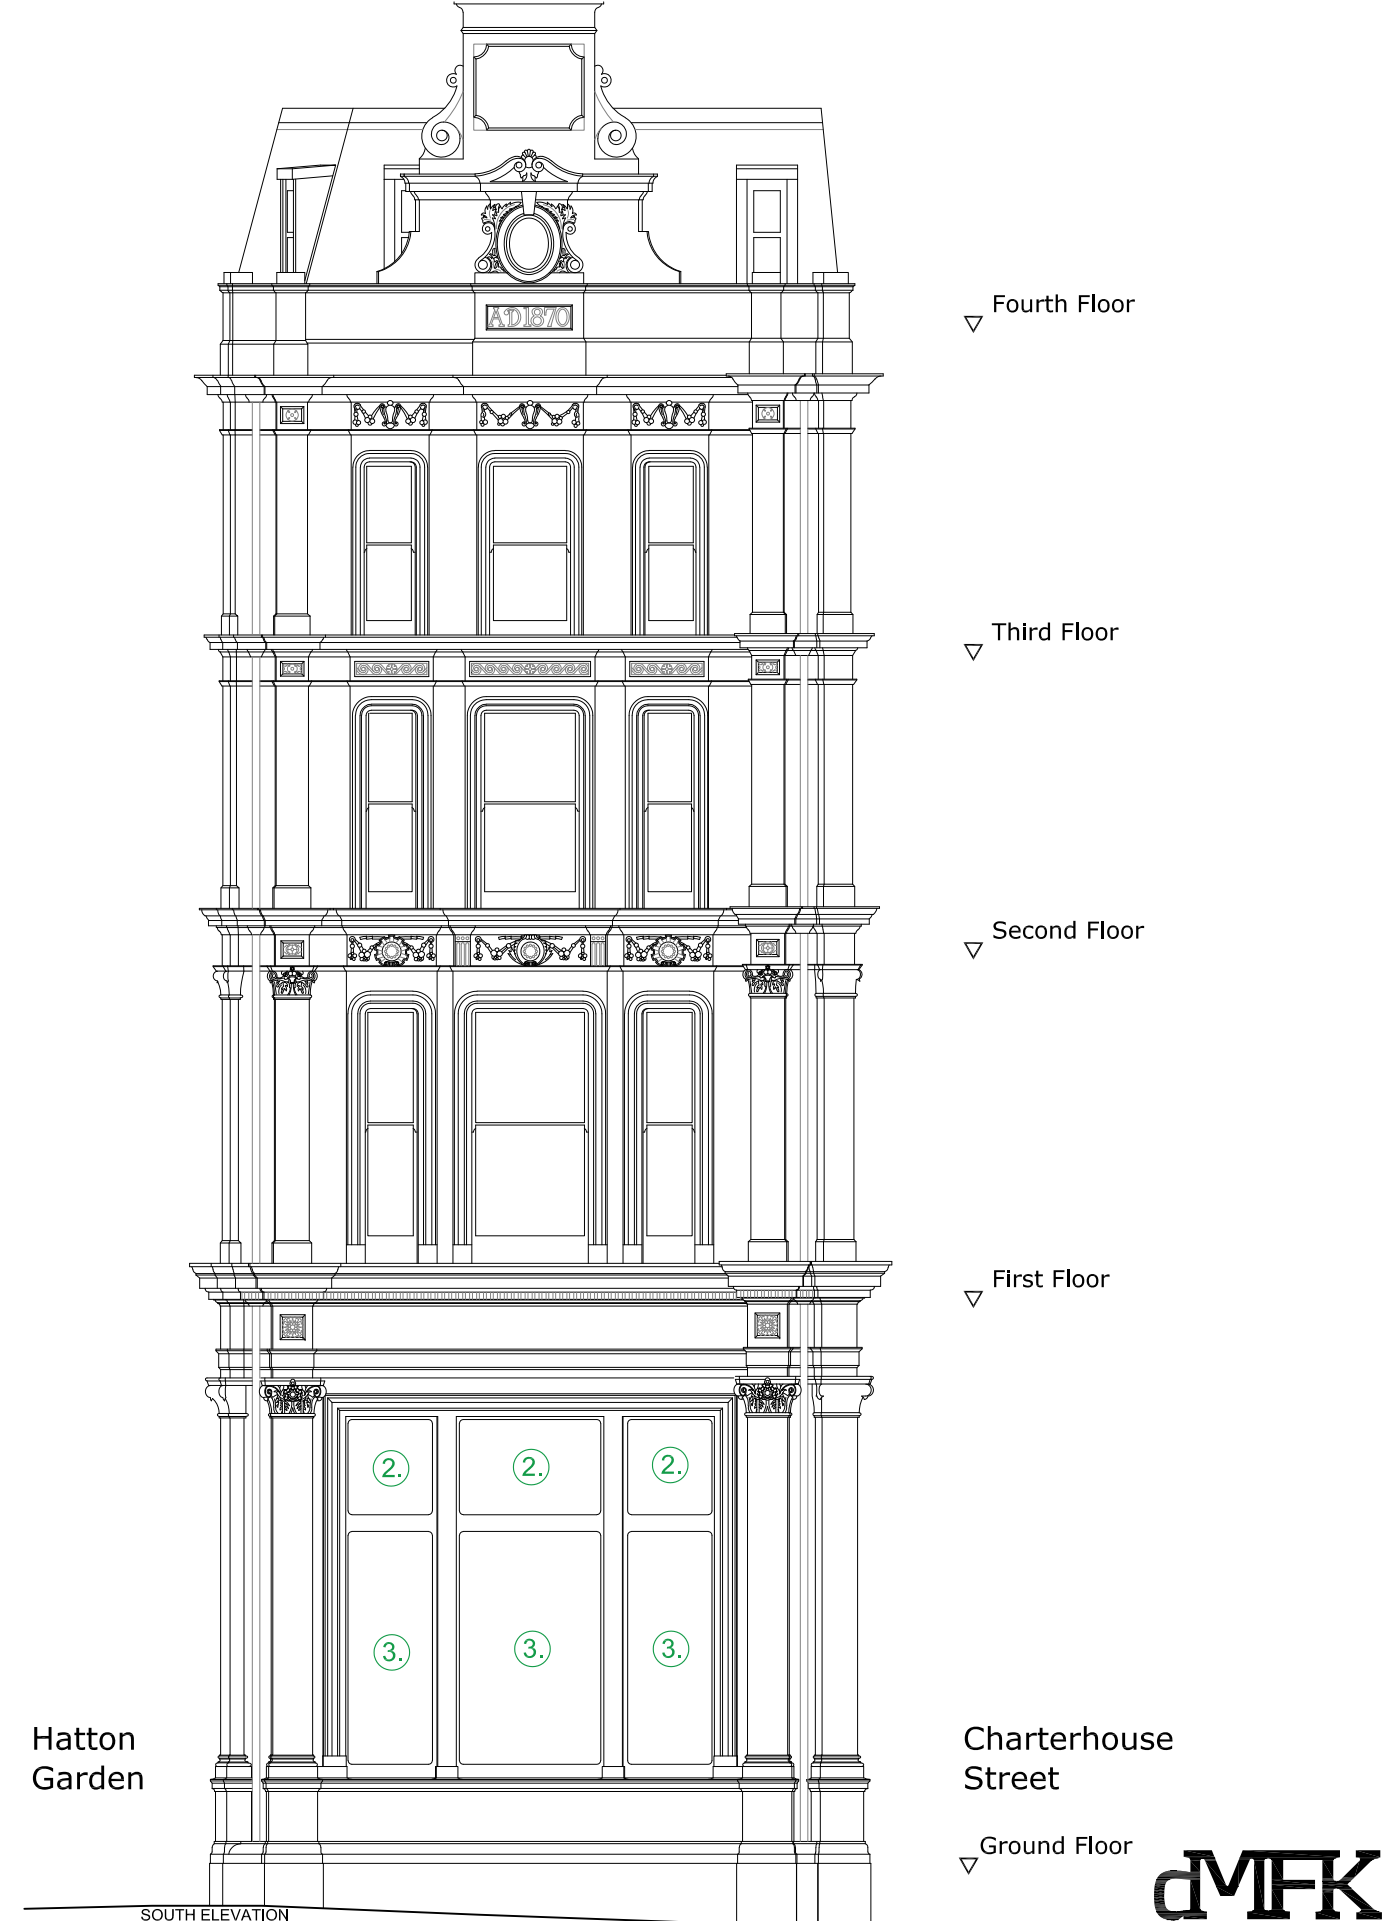 AD1870
Fourth Floor
Third Floor
Second Floor
First Floor
2.
2.
2.
3.
3.
3.
Hatton
Garden
Charterhouse
Street
Ground Floor
dMFK
SOUTH ELEVATION